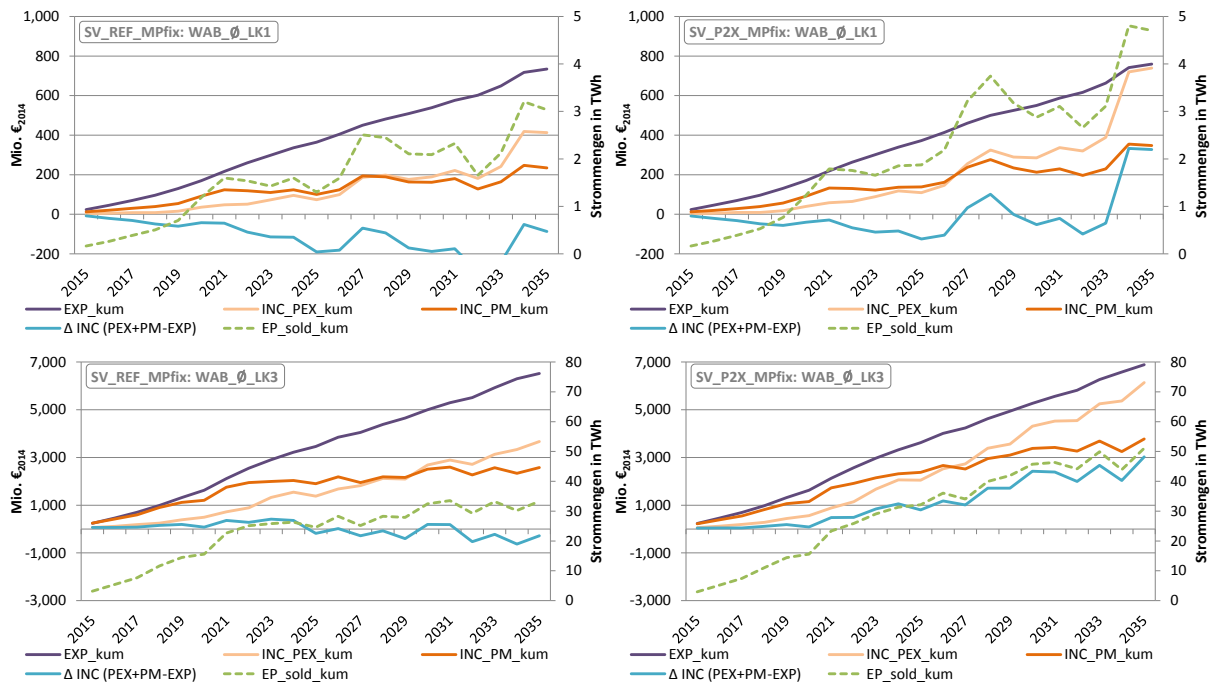 SV_REF_MPfix: WAB_Ø_LK1
Mio. €2014
1,000
800
600
400
200
0
-200
5
4
3
2
1
0
Strommengen in TWh
2015 2017 2019 2021 2023 2025 2027 2029 2031 2033 2035
EXP_kum INC_PEX_kum INC_PM_kum
Δ INC (PEX+PM-EXP) EP_sold_kum
SV_P2X_MPfix: WAB_Ø_LK1
Mio. €2014
1,000
800
600
400
200
0
-200
5
4
3
2
1
0
Strommengen in TWh
2015 2017 2019 2021 2023 2025 2027 2029 2031 2033 2035
EXP_kum INC_PEX_kum INC_PM_kum
Δ INC (PEX+PM-EXP) EP_sold_kum
SV_REF_MPfix: WAB_Ø_LK3
Mio. €2014
7,000
5,000
3,000
1,000
-1,000
-3,000
80
70
60
50
40
30
20
10
0
Strommengen in TWh
2015 2017 2019 2021 2023 2025 2027 2029 2031 2033 2035
EXP_kum INC_PEX_kum INC_PM_kum
Δ INC (PEX+PM-EXP) EP_sold_kum
SV_P2X_MPfix: WAB_Ø_LK3
Mio. €2014
7,000
5,000
3,000
1,000
-1,000
-3,000
80
70
60
50
40
30
20
10
0
Strommengen in TWh
2015 2017 2019 2021 2023 2025 2027 2029 2031 2033 2035
EXP_kum INC_PEX_kum INC_PM_kum
Δ INC (PEX+PM-EXP) EP_sold_kum